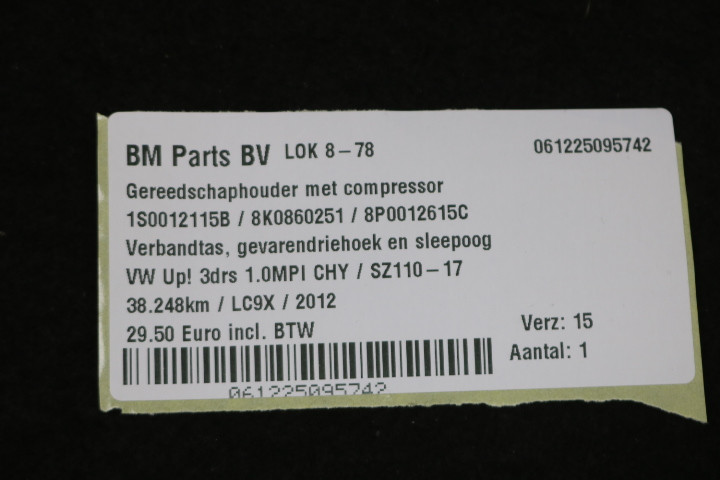 BM Parts BV LOK 8-78 061225095742
Gereedschaphouder met compressor
1S0012115B / 8K0860251 / 8P0012615C
Verbandtas, gevarendriehoek en sleepoog
VW Up! 3drs 1.0MPI CHY / SZ110-17
38.248km / LC9X / 2012
29.50 Euro incl. BTW Verz: 15
Aantal: 1
061225095742